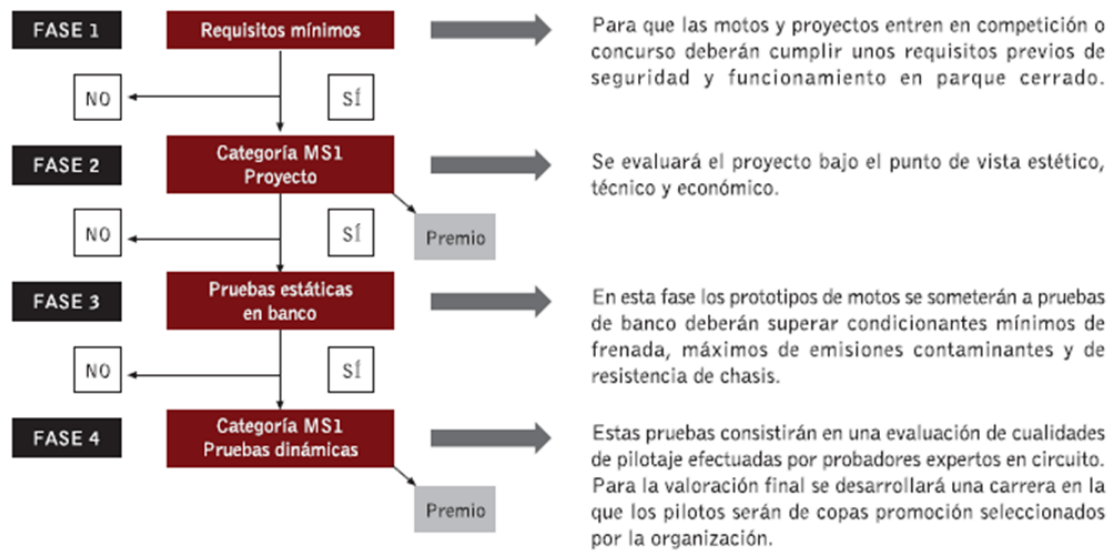 FASE 1
Requisitos mínimos
Para que las motos y proyectos entren en competición o
concurso deberán cumplir unos requisitos previos de
seguridad y funcionamiento en parque cerrado.
NO
SÍ
FASE 2
Categoría MS1
Proyecto
Se evaluará el proyecto bajo el punto de vista estético,
técnico y económico.
Premio
NO
SÍ
FASE 3
Pruebas estáticas
en banco
En esta fase los prototipos de motos se someterán a pruebas
de banco deberán superar condicionantes mínimos de
frenada, máximos de emisiones contaminantes y de
resistencia de chasis.
NO
SÍ
FASE 4
Categoría MS1
Pruebas dinámicas
Estas pruebas consistirán en una evaluación de cualidades
de pilotaje efectuadas por probadores expertos en circuito.
Para la valoración final se desarrollará una carrera en la
que los pilotos serán de copas promoción seleccionados
por la organización.
Premio